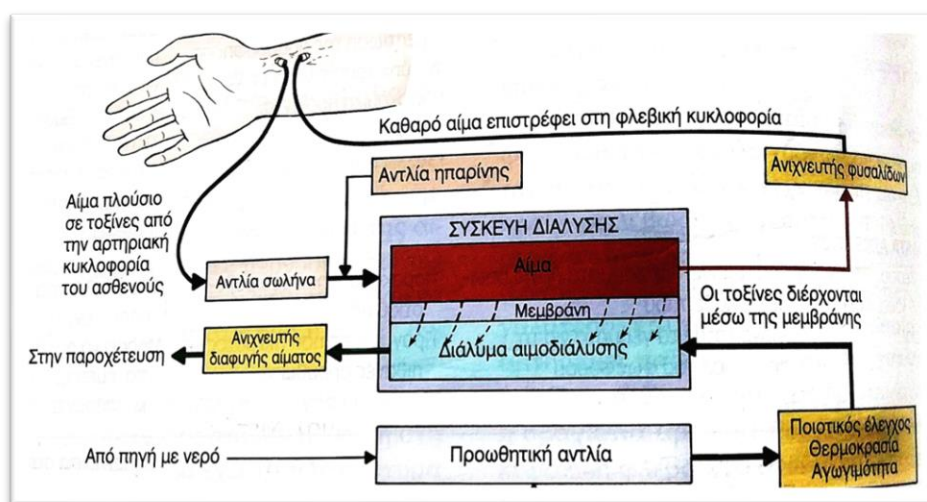 Καθαρό αίμα επιστρέφει στη φλεβική κυκλοφορία
Αντλία ηπαρίνης
Ανιχνευτής φυσαλίδων
Αίμα πλούσιο
σε τοξίνες από
την αρτηριακή
κυκλοφορία
του ασθενούς
Αντλία σωλήνα
ΣΥΣΚΕΥΗ ΔΙΑΛΥΣΗΣ
Αίμα
Μεμβράνη
Διάλυμα αιμοδιάλυσης
Οι τοξίνες διέρχονται
μέσω της μεμβράνης
Ανιχνευτής
διαφυγής αίματος
Στην παροχέτευση
Από πηγή με νερό
Προωθητική αντλία
Ποιοτικός έλεγχος
Θερμοκρασία
Αγωγιμότητα